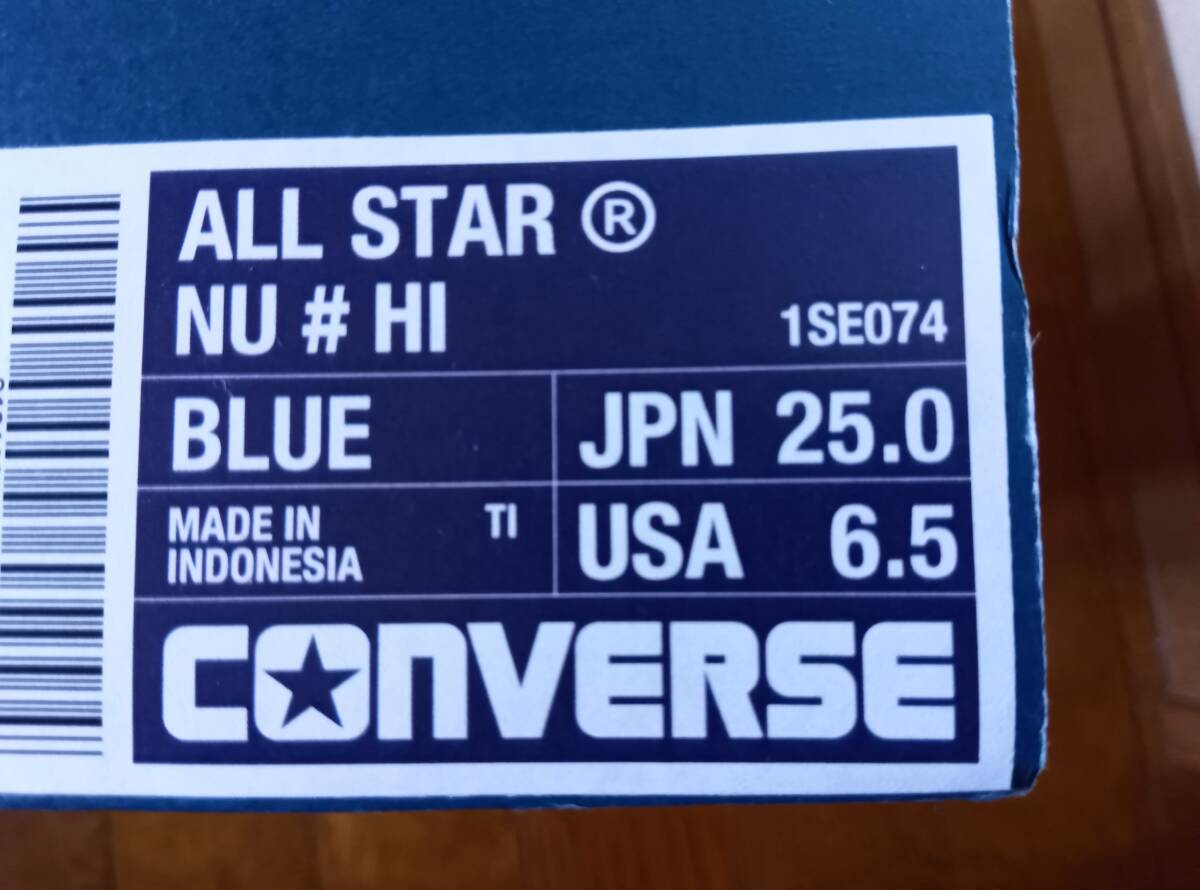 ALL STAR ®
NU # HI 1SE074
BLUE JPN 25.0
MADE IN
INDONESIA TI USA 6.5
CONVERSE